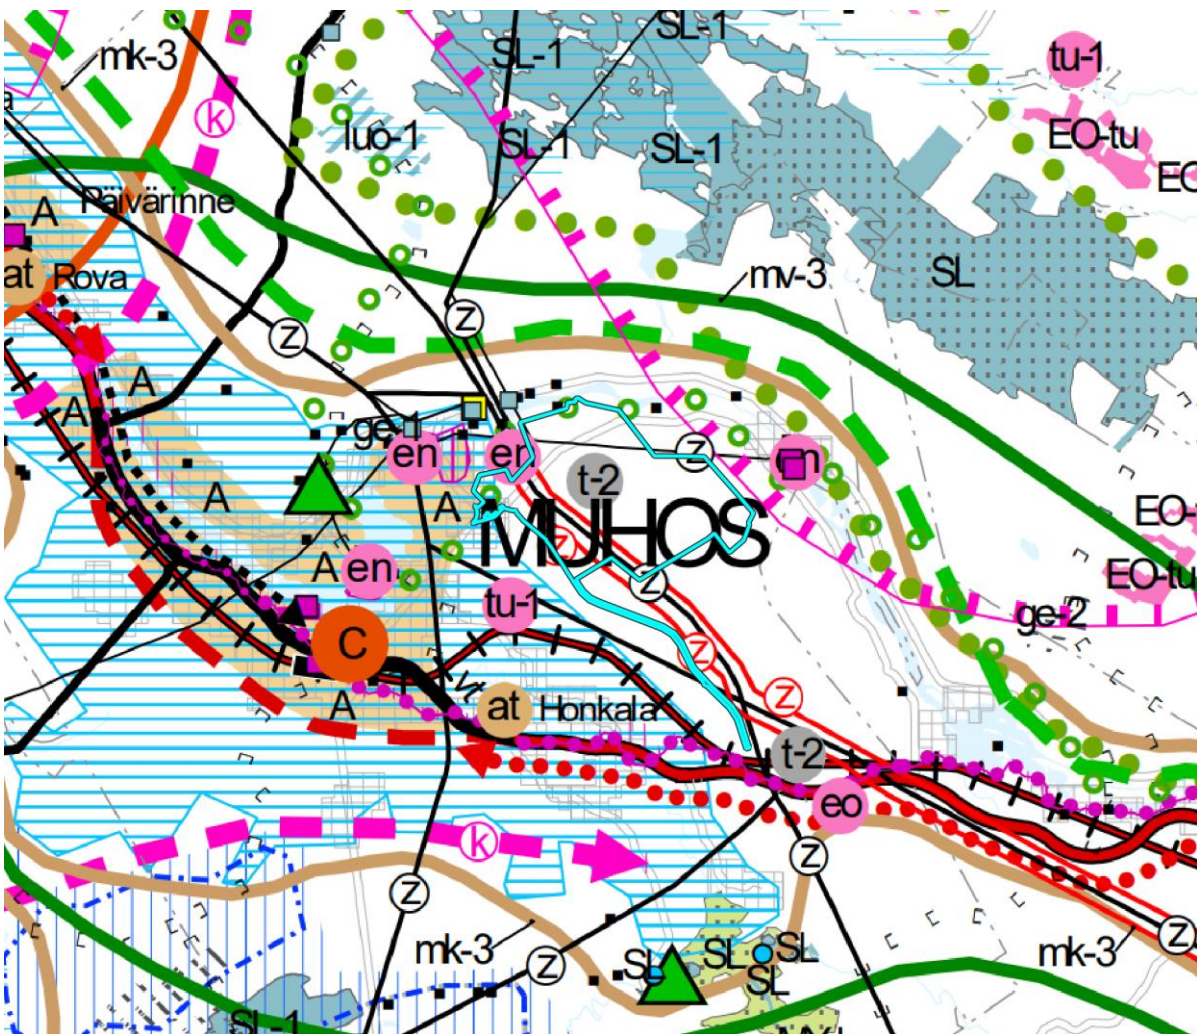 SL-1
SL-1
mk-3
tu-1
k
luo-1
SL-1
SL-1
EO-tu
EO
A
Päivärinne
at
Rova
mv-3
SL
z
z
A
A
ge-1
en
en
z
t-2
A
A
MUHOS
EO-
z
A
en
z
EO-tu
tu-1
ge-2
C
z
vt
z
A
at
Honkala
t-2
eo
k
z
z
mk-3
z
mk-3
z
SL
SL
SL
SL
SL-1